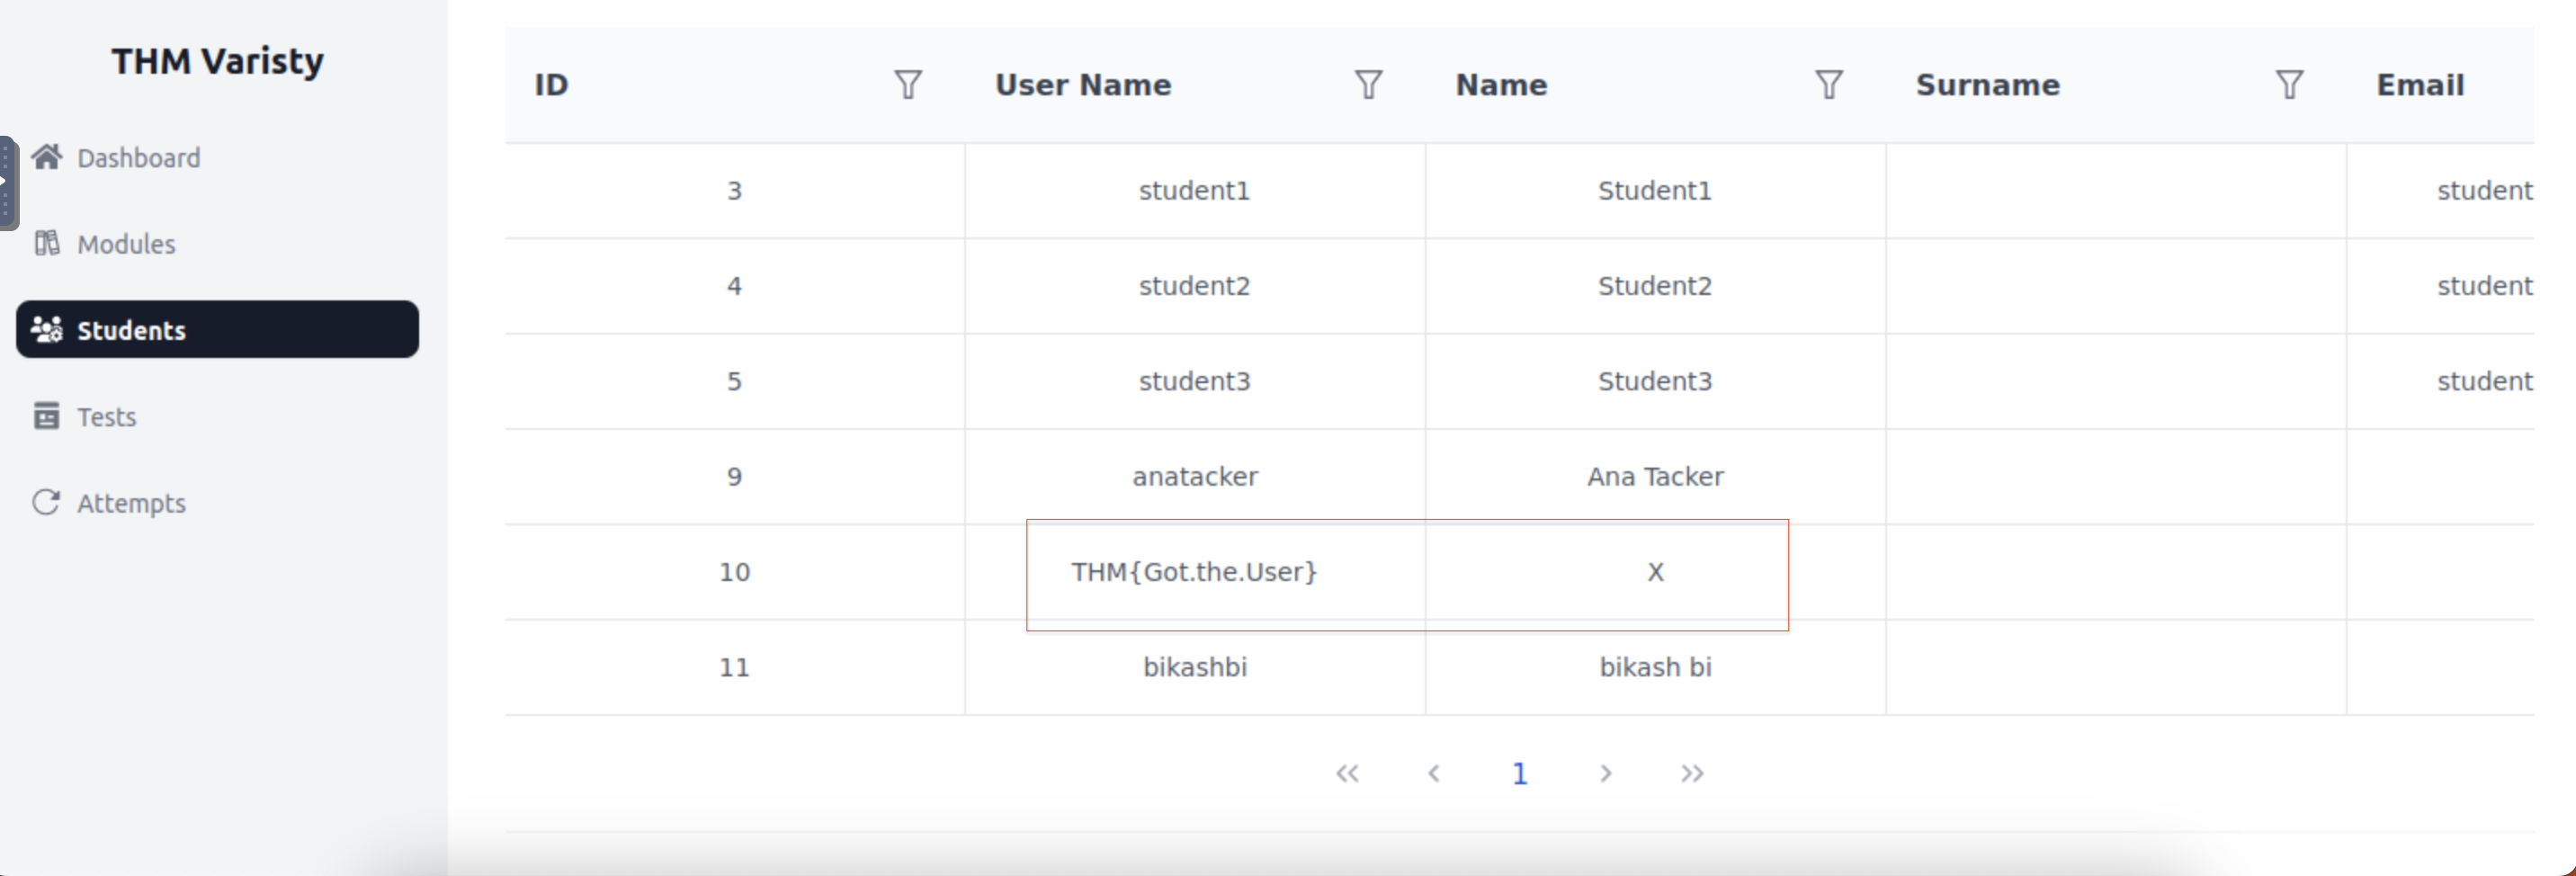 THM Varisty
Dashboard
Modules
Students
Tests
Attempts
ID User Name Name Surname Email
3 student1 Student1 student
4 student2 Student2 student
5 student3 Student3 student
9 anatacker Ana Tacker
10 THM{Got.the.User} X
11 bikashbi bikash bi
« ‹ 1 › »